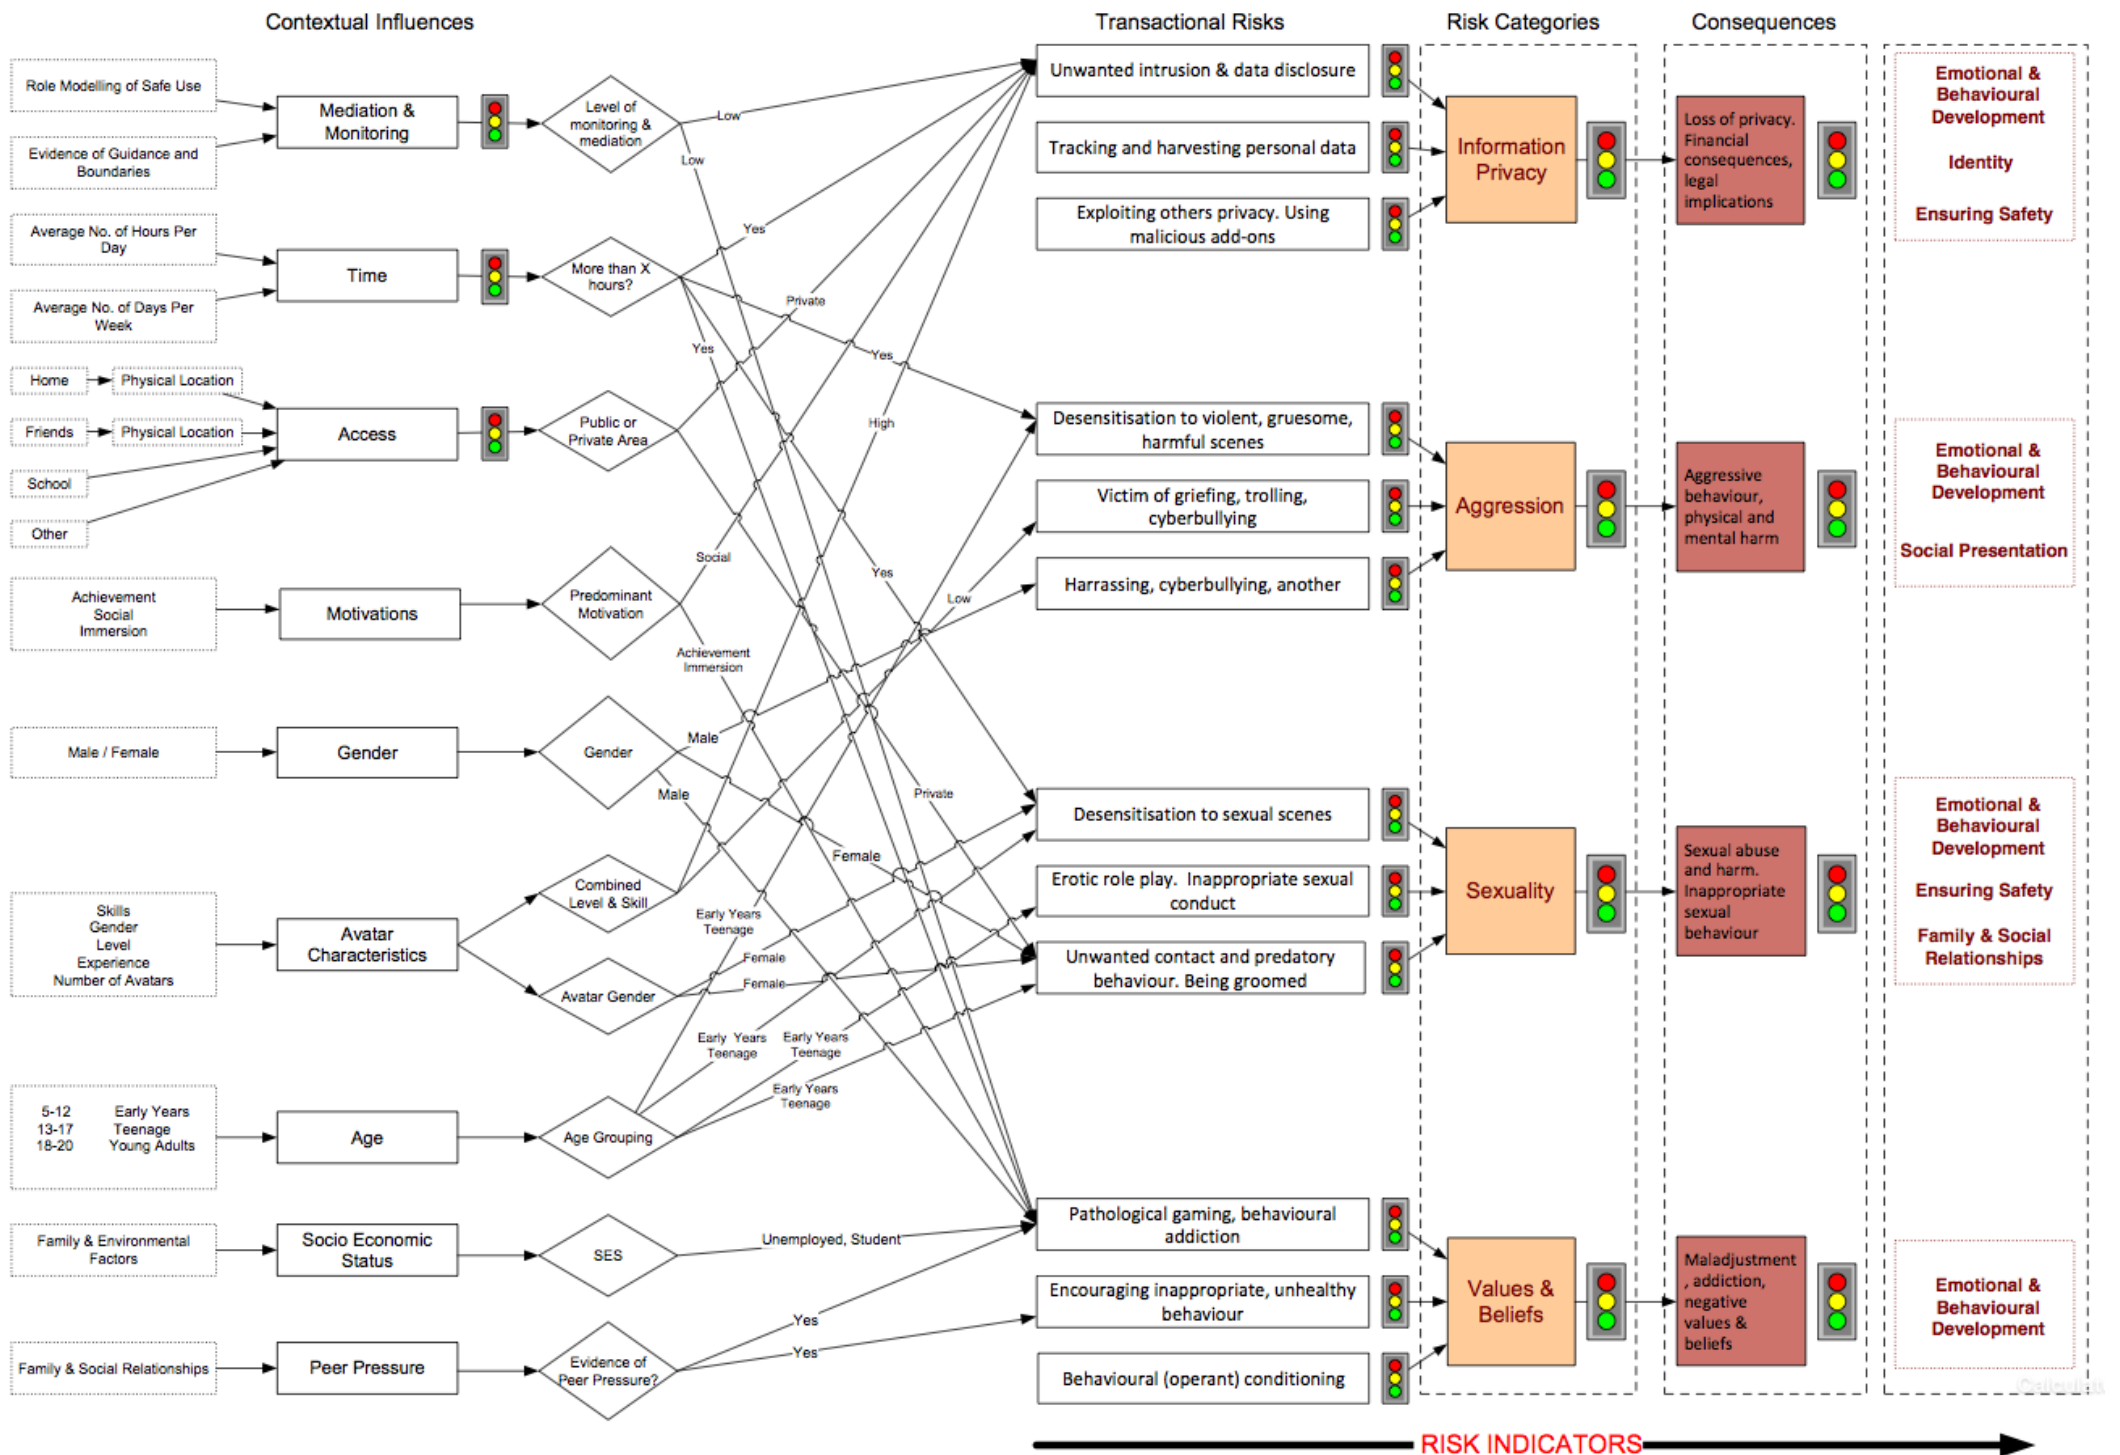 Contextual Influences
Transactional Risks
Risk Categories
Consequences
Role Modelling of Safe Use
Evidence of Guidance and
Boundaries
Mediation &
Monitoring
Level of
monitoring &
mediation
Low
Low
Average No. of Hours Per
Day
Average No. of Days Per
Week
Time
More than X
hours?
Yes
Yes
Yes
Yes
Home
Physical Location
Friends
Physical Location
School
Other
Access
Public or
Private Area
Private
Private
Achievement
Social
Immersion
Motivations
Predominant
Motivation
Social
Achievement
Immersion
Male / Female
Gender
Gender
Male
Male
Female
Skills
Gender
Level
Experience
Number of Avatars
Avatar
Characteristics
Combined
Level & Skill
High
Low
Avatar Gender
Female
Female
5-12 Early Years
13-17 Teenage
18-20 Young Adults
Age
Age Grouping
Early Years
Teenage
Early Years
Teenage
Early Years
Teenage
Early Years
Teenage
Family & Environmental
Factors
Socio Economic
Status
SES
Unemployed, Student
Family & Social Relationships
Peer Pressure
Evidence of
Peer Pressure?
Yes
Yes
Unwanted intrusion & data disclosure
Tracking and harvesting personal data
Exploiting others privacy. Using
malicious add-ons
Information
Privacy
Loss of privacy.
Financial
consequences,
legal
implications
Emotional &
Behavioural
Development
Identity
Ensuring Safety
Desensitisation to violent, gruesome,
harmful scenes
Victim of griefing, trolling,
cyberbullying
Harrassing, cyberbullying, another
Aggression
Aggressive
behaviour,
physical and
mental harm
Emotional &
Behavioural
Development
Social Presentation
Desensitisation to sexual scenes
Erotic role play. Inappropriate sexual
conduct
Unwanted contact and predatory
behaviour. Being groomed
Sexuality
Sexual abuse
and harm.
Inappropriate
sexual
behaviour
Emotional &
Behavioural
Development
Ensuring Safety
Family & Social
Relationships
Pathological gaming, behavioural
addiction
Encouraging inappropriate, unhealthy
behaviour
Behavioural (operant) conditioning
Values &
Beliefs
Maladjustment
, addiction,
negative
values &
beliefs
Emotional &
Behavioural
Development
RISK INDICATORS